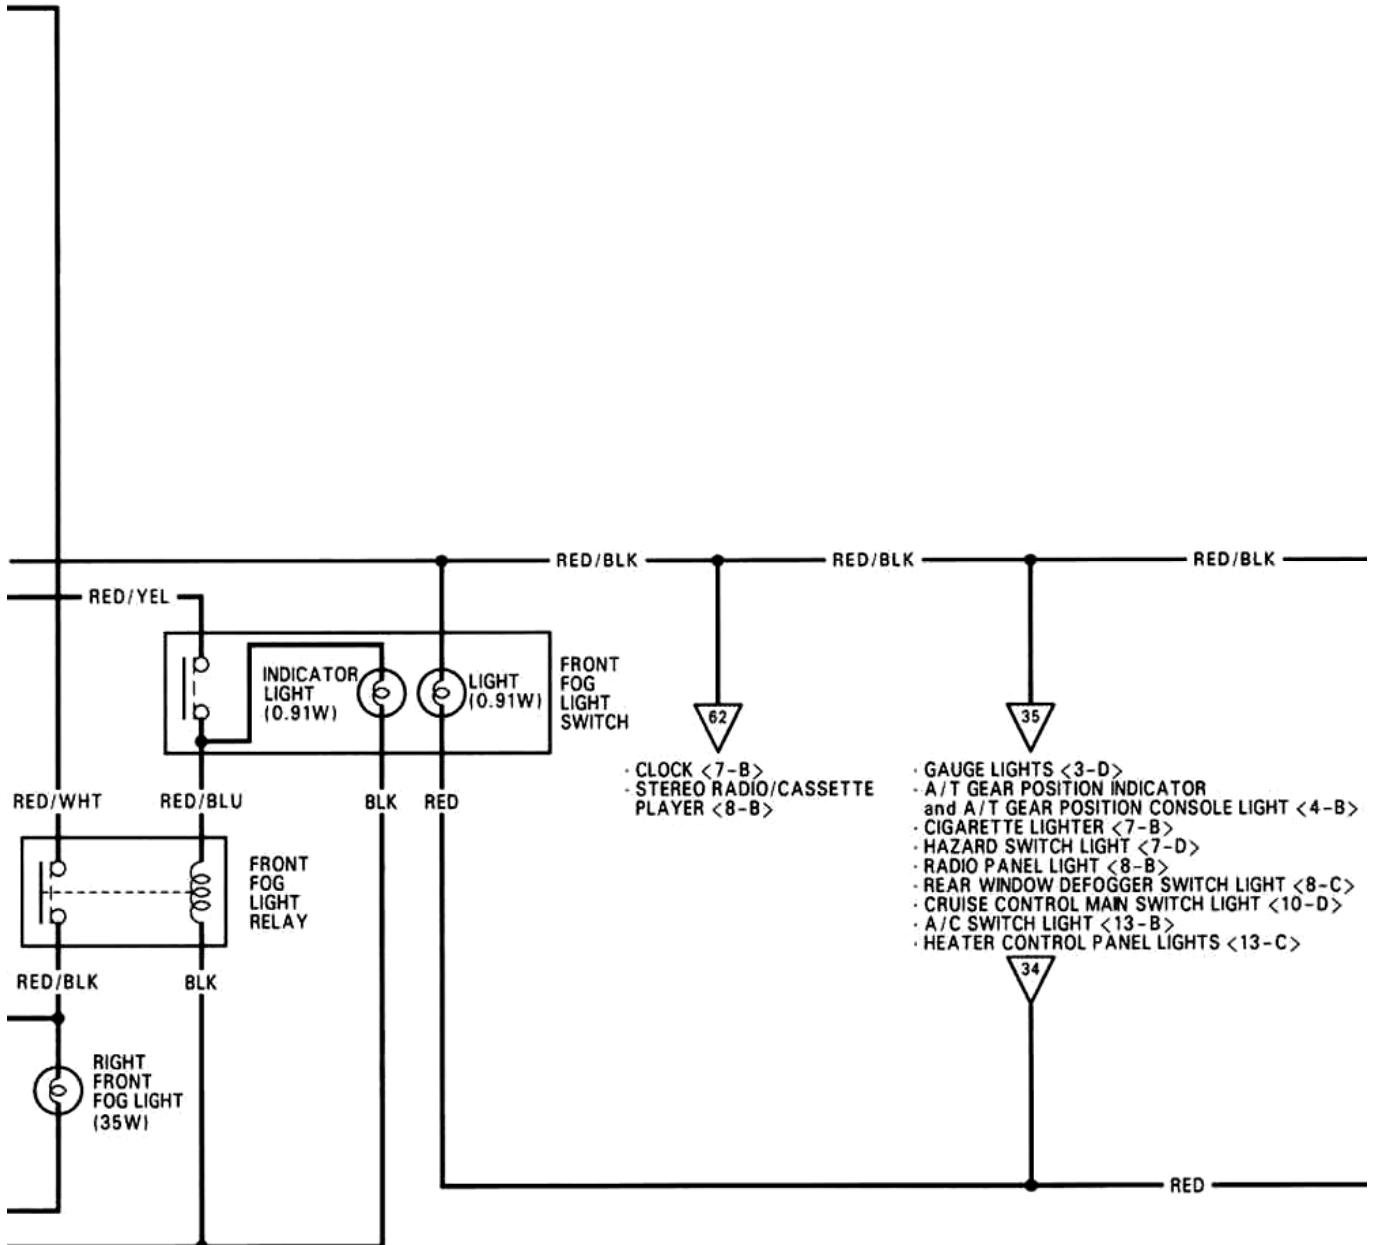 RED/BLK
RED/BLK
RED/BLK
RED/YEL
INDICATOR
LIGHT
(0.91W)
LIGHT
(0.91W)
FRONT
FOG
LIGHT
SWITCH
62
35
· CLOCK <7-B>
· STEREO RADIO/CASSETTE
PLAYER <8-B>
· GAUGE LIGHTS <3-D>
· A/T GEAR POSITION INDICATOR
and A/T GEAR POSITION CONSOLE LIGHT <4-B>
· CIGARETTE LIGHTER <7-B>
· HAZARD SWITCH LIGHT <7-D>
· RADIO PANEL LIGHT <8-B>
· REAR WINDOW DEFOGGER SWITCH LIGHT <8-C>
· CRUISE CONTROL MAIN SWITCH LIGHT <10-D>
· A/C SWITCH LIGHT <13-B>
· HEATER CONTROL PANEL LIGHTS <13-C>
34
RED/WHT
RED/BLU
BLK
RED
FRONT
FOG
LIGHT
RELAY
RED/BLK
BLK
RIGHT
FRONT
FOG LIGHT
(35W)
RED